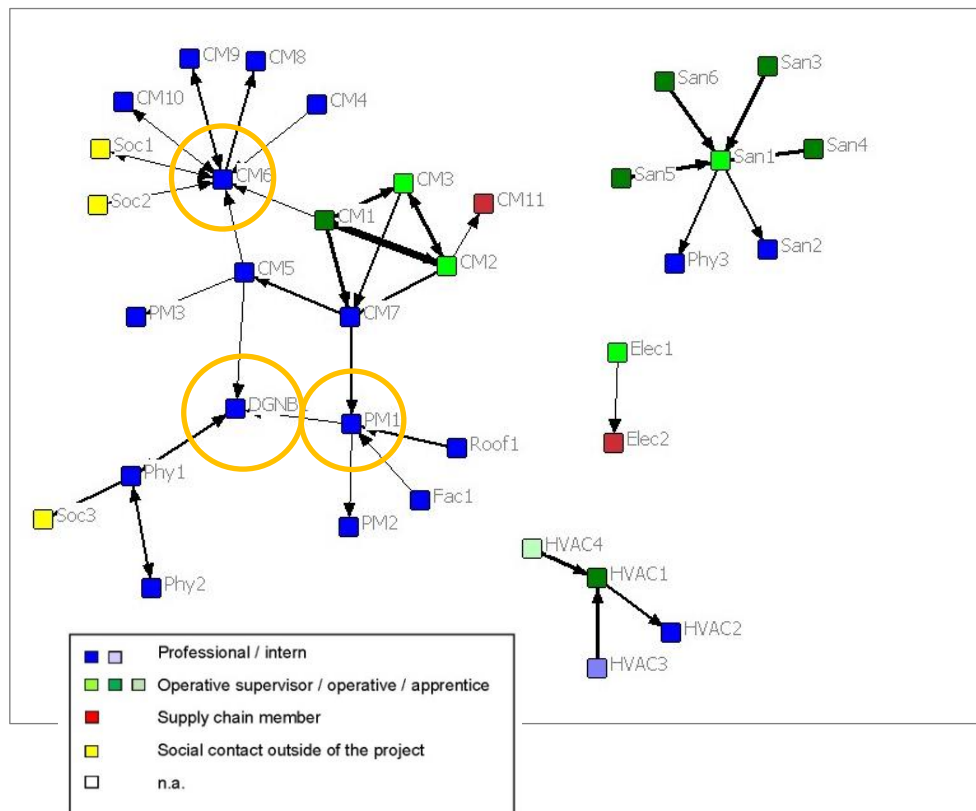 CM9
CM8
CM10
CM4
Soc1
CM6
Soc2
CM3
CM1
CM11
CM2
CM5
PM3
CM7
DGNB
PM1
Roof1
Phy1
Fac1
Soc3
PM2
Phy2
San6
San3
San1
San4
San5
Phy3
San2
Elec1
Elec2
HVAC4
HVAC1
HVAC2
HVAC3
Professional / intern
Operative supervisor / operative / apprentice
Supply chain member
Social contact outside of the project
n.a.